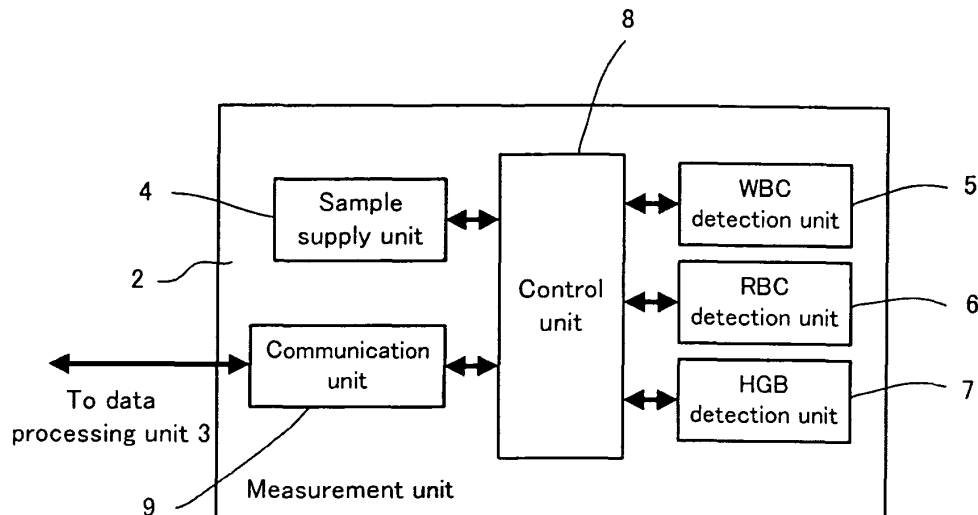 8
4
Sample
supply unit
WBC
detection unit
5
2
Control
unit
RBC
detection unit
6
Communication
unit
HGB
detection unit
7
To data
processing unit 3
9
Measurement unit